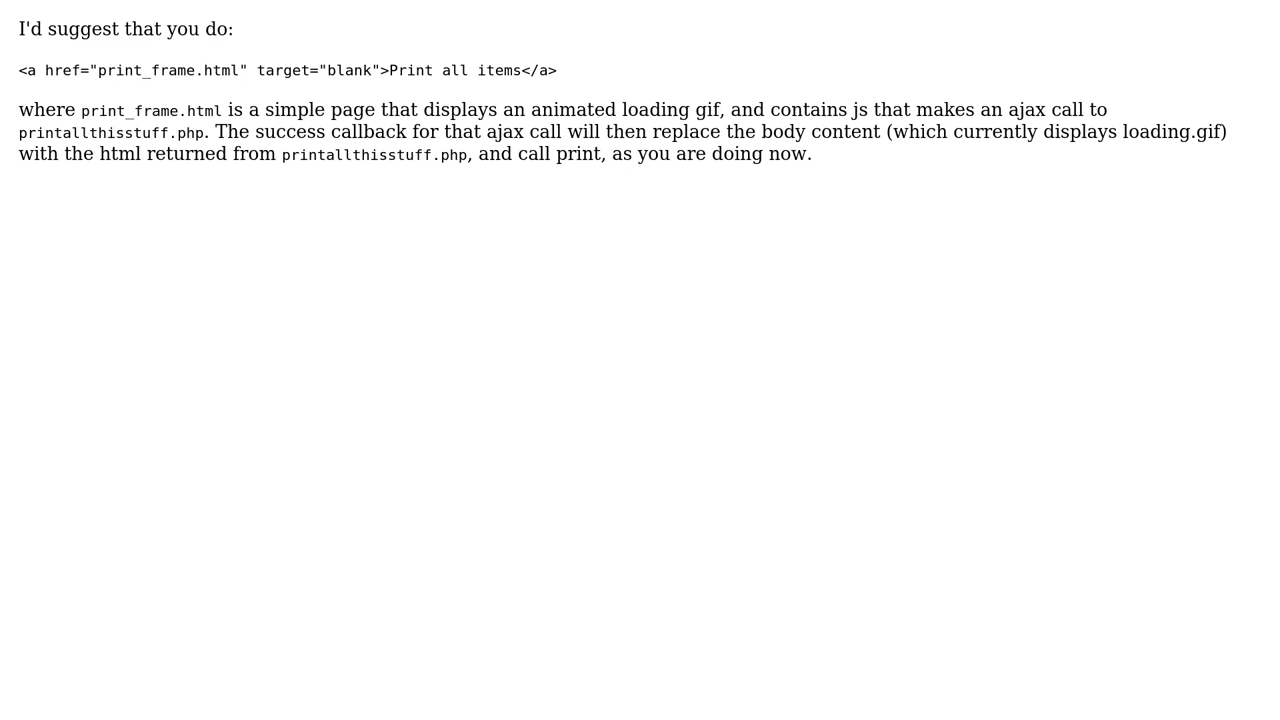 I'd suggest that you do:
<a href="print_frame.html" target="blank">Print all items</a>
where print_frame.html is a simple page that displays an animated loading gif, and contains js that makes an ajax call to
printallthisstuff.php. The success callback for that ajax call will then replace the body content (which currently displays loading.gif)
with the html returned from printallthisstuff.php, and call print, as you are doing now.